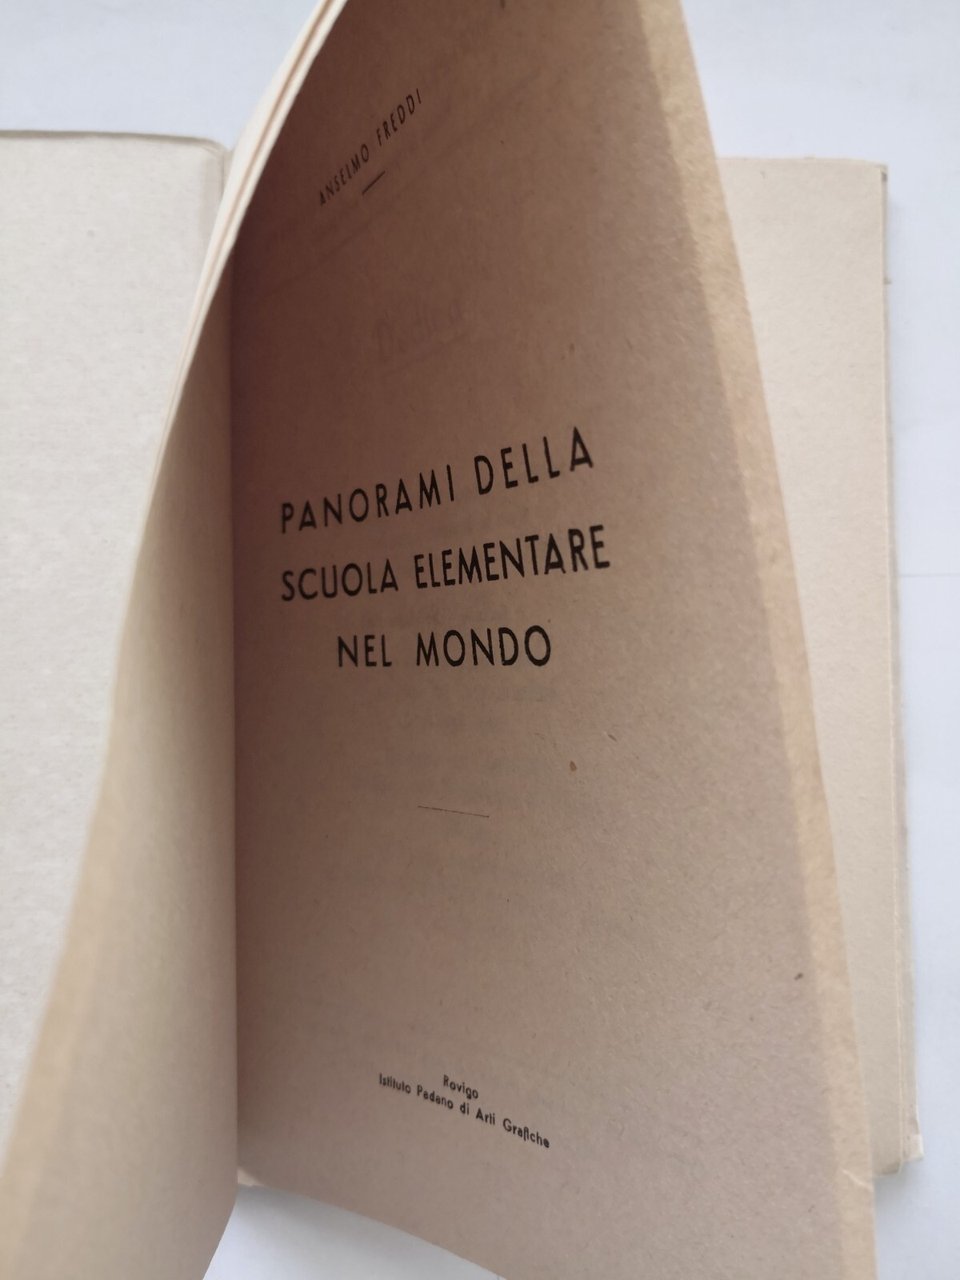 ANSELMO FREDDI
PANORAMI DELLA
SCUOLA ELEMENTARE
NEL MONDO
Rovigo
Istituto Padano di Arti Grafiche